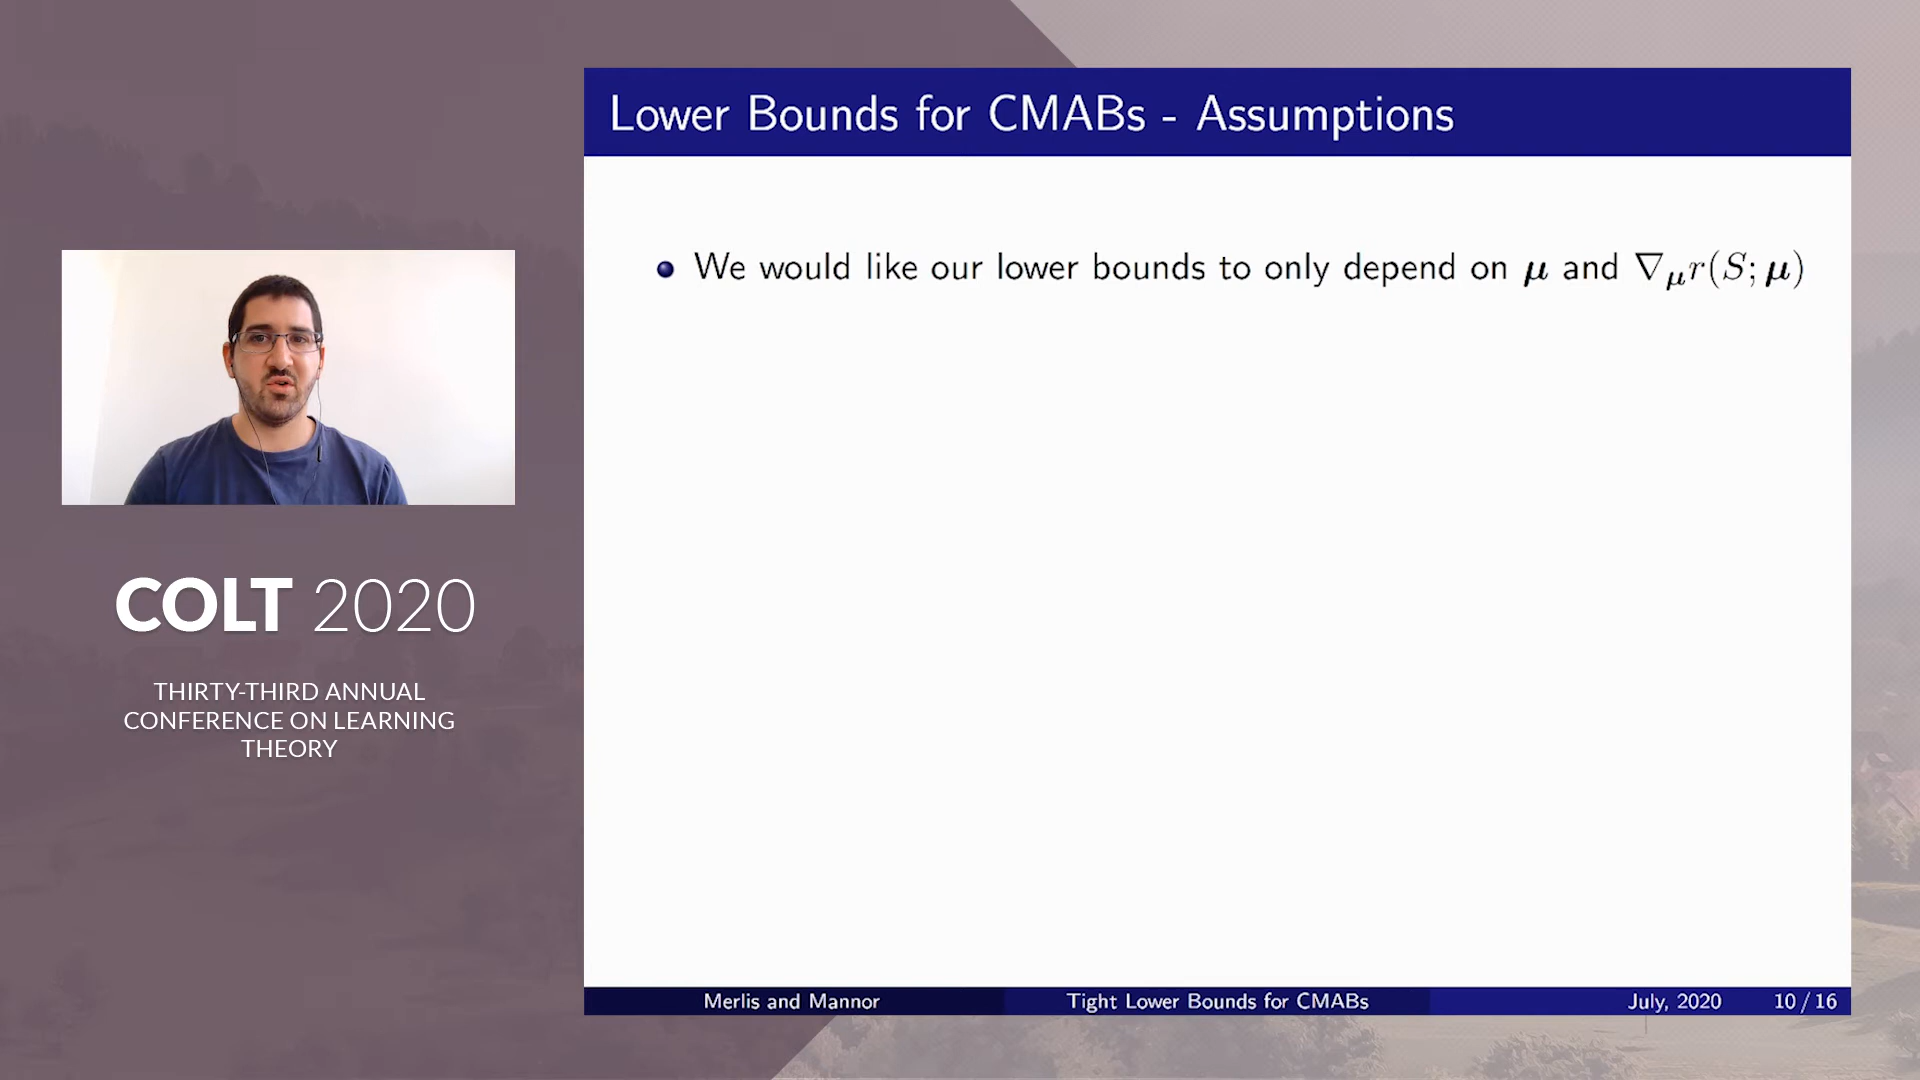 COLT 2020
THIRTY-THIRD ANNUAL
CONFERENCE ON LEARNING
THEORY
Lower Bounds for CMABs - Assumptions
• We would like our lower bounds to only depend on μ and ∇_μ r(S; μ)
Merlis and Mannor Tight Lower Bounds for CMABs July, 2020 10 / 16